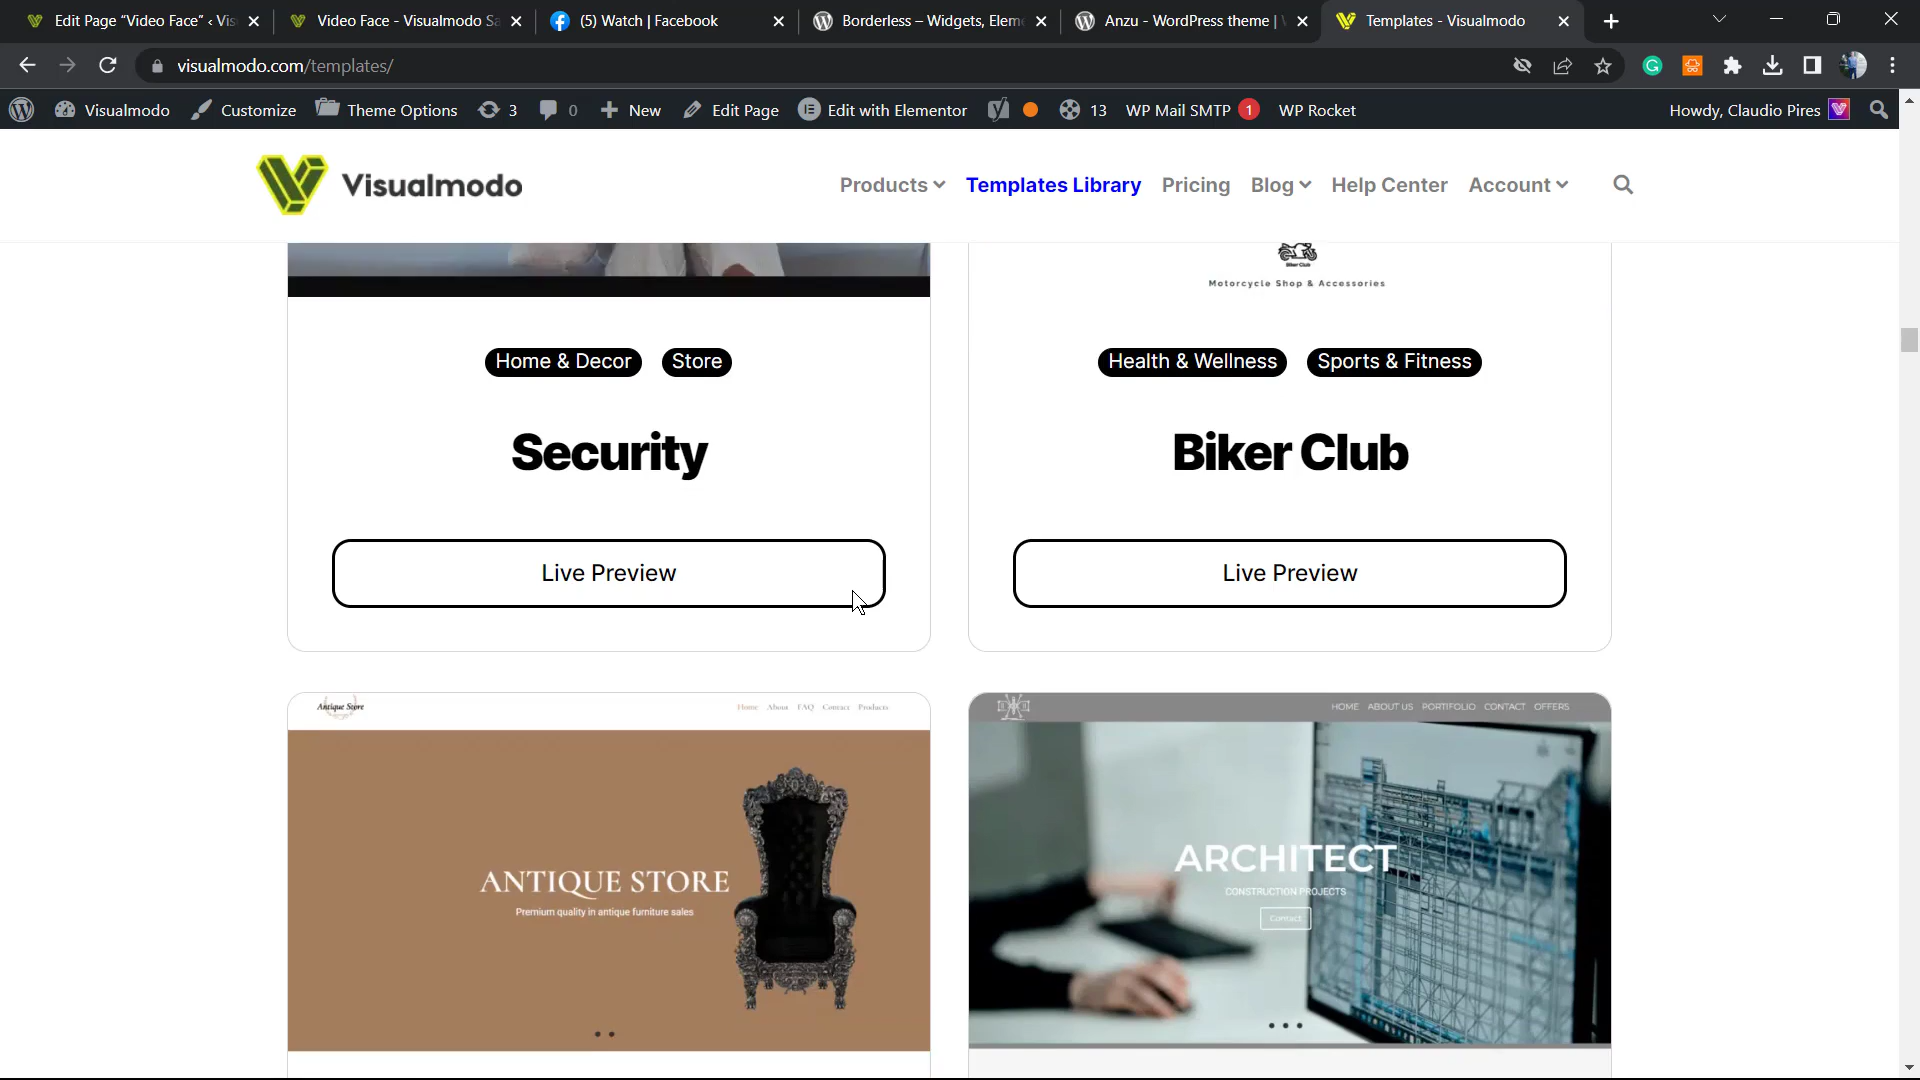 Edit Page “Video Face” ‹ Vis
Video Face - Visualmodo Sa
(5) Watch | Facebook
Borderless – Widgets, Elem
Anzu - WordPress theme |
Templates - Visualmodo
visualmodo.com/templates/
Visualmodo
Customize
Theme Options
3
0
New
Edit Page
Edit with Elementor
13
WP Mail SMTP 1
WP Rocket
Howdy, Claudio Pires
Visualmodo
Products
Templates Library
Pricing
Blog
Help Center
Account
Biker Club
Motorcycle Shop & Accessories
Home & Decor
Store
Health & Wellness
Sports & Fitness
Security
Biker Club
Live Preview
Live Preview
Antique Store
Home About FAQ Contact Products
HOME ABOUT US PORTIFOLIO CONTACT OFFERS
ANTIQUE STORE
Premium quality in antique furniture sales
ARCHITECT
CONSTRUCTION PROJECTS
Contact